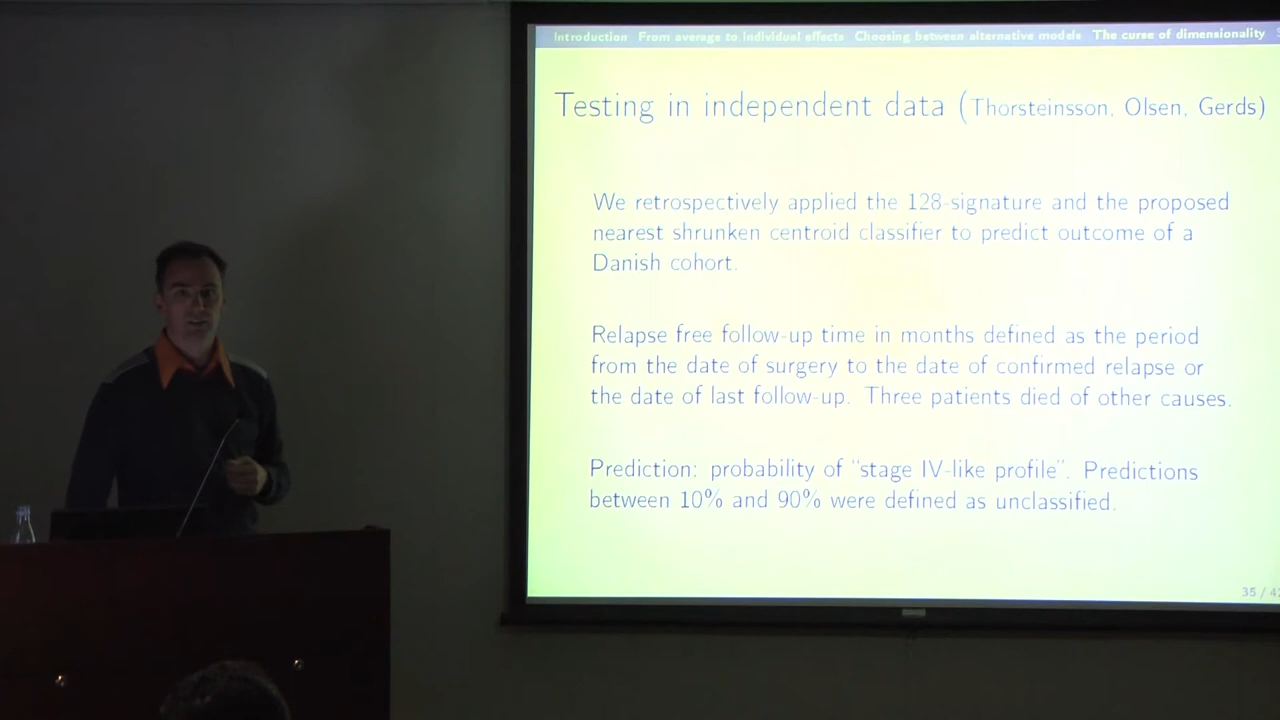 Introduction From average to Individual effects Choosing between alternative models The curse of dimensionality
Testing in independent data (Thorsteinsson, Olsen, Gerds)
We retrospectively applied the 128-signature and the proposed
nearest shrunken centroid classifier to predict outcome of a
Danish cohort.
Relapse free follow-up time in months defined as the period
from the date of surgery to the date of confirmed relapse or
the date of last follow-up. Three patients died of other causes.
Prediction: probability of "stage IV-like profile". Predictions
between 10% and 90% were defined as unclassified.
35 /